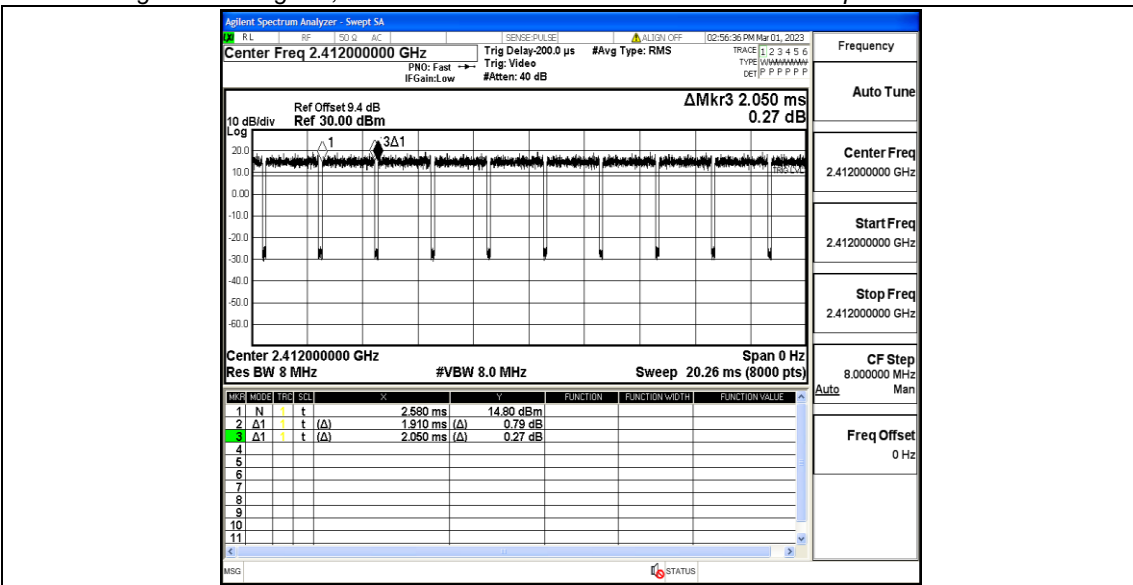 Agilent Spectrum Analyzer - Swept SA
RL RF 50 Ω AC SENSE:PULSE ALIGN OFF 02:56:36 PM Mar 01, 2023
Center Freq 2.412000000 GHz
PNO: Fast
IFGain:Low
Trig Delay-200.0 µs
Trig: Video
#Atten: 40 dB
#Avg Type: RMS
TRACE 1 2 3 4 5 6
TYPE
DET P P P P P
Frequency
Auto Tune
Center Freq
2.412000000 GHz
Start Freq
2.412000000 GHz
Stop Freq
2.412000000 GHz
CF Step
8.000000 MHz
Auto Man
Freq Offset
0 Hz
ΔMkr3 2.050 ms
0.27 dB
Ref Offset 9.4 dB
10 dB/div Ref 30.00 dBm
Log
1 3Δ1
20.0
10.0
TRIG LVL
0.00
-10.0
-20.0
-30.0
-40.0
-50.0
-60.0
Center 2.412000000 GHz Span 0 Hz
Res BW 8 MHz #VBW 8.0 MHz Sweep 20.26 ms (8000 pts)
MKR MODE TRC SCL X Y FUNCTION FUNCTION WIDTH FUNCTION VALUE
1 N 1 t 2.580 ms 14.80 dBm
2 Δ1 1 t (Δ) 1.910 ms (Δ) 0.79 dB
3 Δ1 1 t (Δ) 2.050 ms (Δ) 0.27 dB
4
5
6
7
8
9
10
11
MSG STATUS